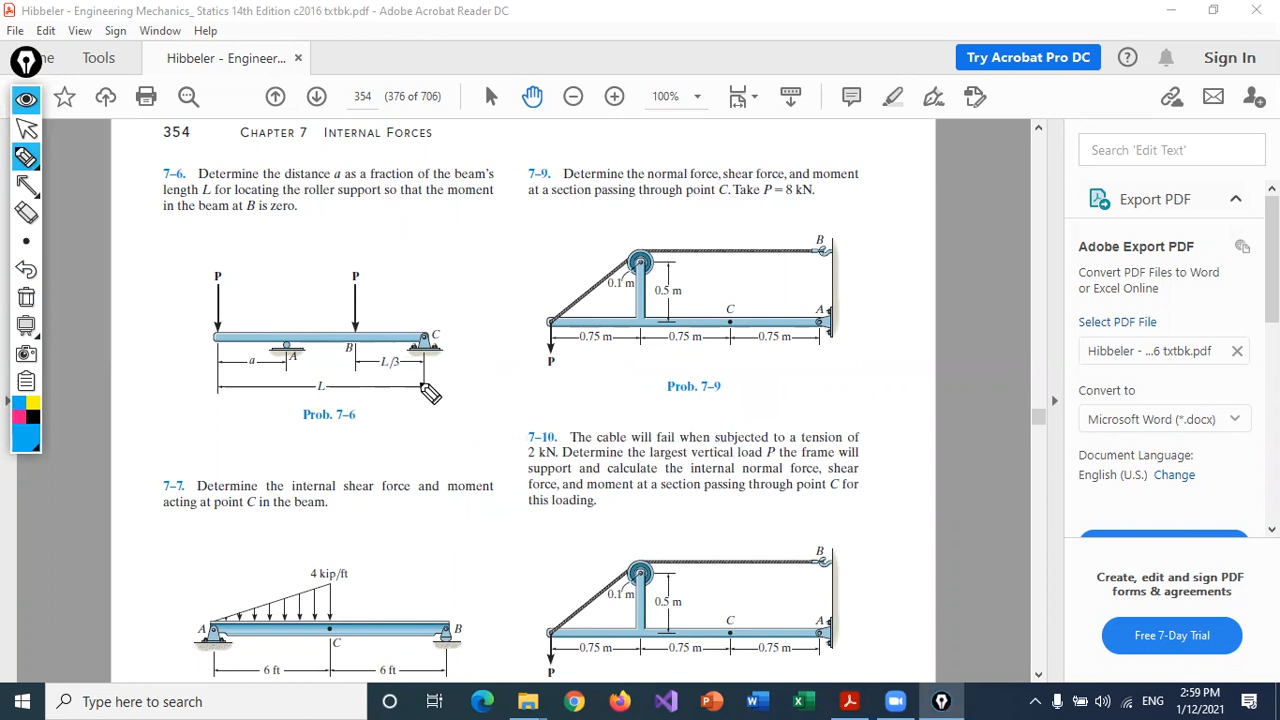 Hibbeler - Engineering Mechanics_ Statics 14th Edition c2016 txtbk.pdf - Adobe Acrobat Reader DC
File Edit View Sign Window Help
me Tools Hibbeler - Engineer...
Try Acrobat Pro DC
Sign In
354 (376 of 706)
100%
354 CHAPTER 7 INTERNAL FORCES
7–6. Determine the distance a as a fraction of the beam's
length L for locating the roller support so that the moment
in the beam at B is zero.
P P
C
B
A
a
L/3
L
Prob. 7–6
7–7. Determine the internal shear force and moment
acting at point C in the beam.
4 kip/ft
A B
C
6 ft 6 ft
7–9. Determine the normal force, shear force, and moment
at a section passing through point C. Take P = 8 kN.
B
0.1 m
0.5 m
C A
0.75 m 0.75 m 0.75 m
P
Prob. 7–9
7–10. The cable will fail when subjected to a tension of
2 kN. Determine the largest vertical load P the frame will
support and calculate the internal normal force, shear
force, and moment at a section passing through point C for
this loading.
B
0.1 m
0.5 m
C A
0.75 m 0.75 m 0.75 m
P
Search 'Edit Text'
Export PDF
Adobe Export PDF
Convert PDF Files to Word
or Excel Online
Select PDF File
Hibbeler - ...6 txtbk.pdf
Convert to
Microsoft Word (*.docx)
Document Language:
English (U.S.) Change
Create, edit and sign PDF
forms & agreements
Free 7-Day Trial
Type here to search
ENG
2:59 PM
1/12/2021